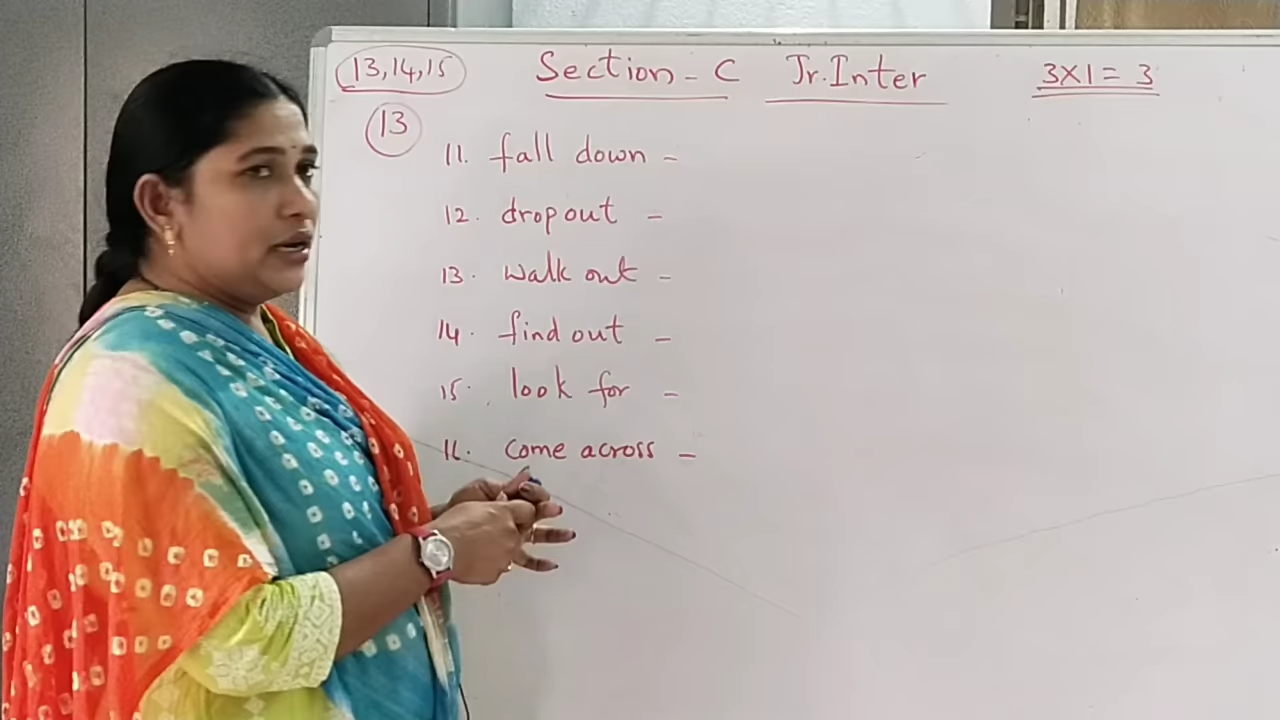 13,14,15 Section - C Jr. Inter 3X1 = 3
13
11. fall down -
12. drop out -
13. walk out -
14. find out -
15. look for -
16. come across -